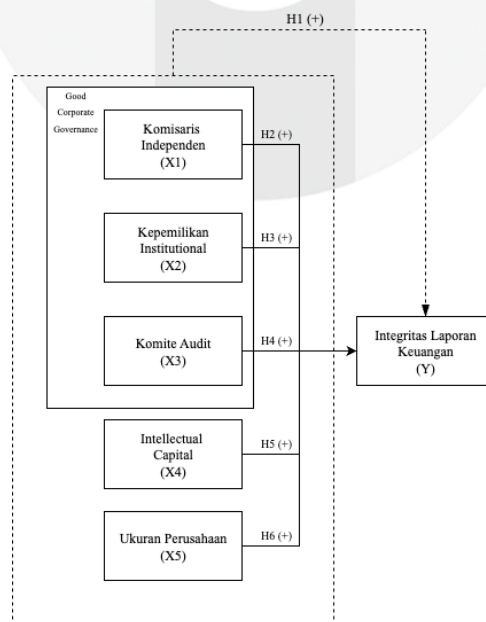 H1 (+)
Good
Corporate
Governance
Komisaris
Independen
(X1)
H2 (+)
Kepemilikan
Institutional
(X2)
H3 (+)
Komite Audit
(X3)
H4 (+)
Integritas Laporan
Keuangan
(Y)
Intellectual
Capital
(X4)
H5 (+)
Ukuran Perusahaan
(X5)
H6 (+)